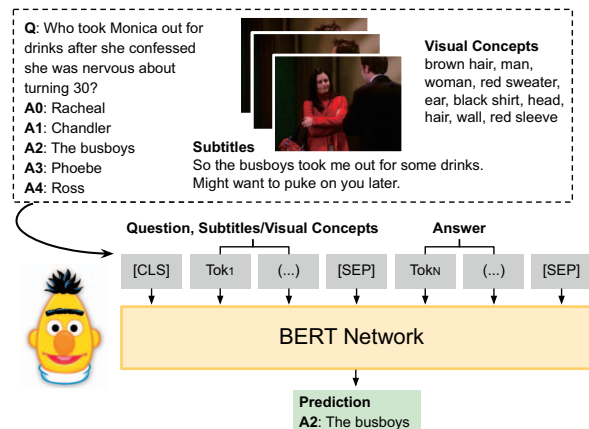 Q: Who took Monica out for
drinks after she confessed
she was nervous about
turning 30?
A0: Racheal
A1: Chandler
A2: The busboys
A3: Phoebe
A4: Ross
Visual Concepts
brown hair, man,
woman, red sweater,
ear, black shirt, head,
hair, wall, red sleeve
Subtitles
So the busboys took me out for some drinks.
Might want to puke on you later.
Question, Subtitles/Visual Concepts
Answer
[CLS] Tok1 (...) [SEP] TokN (...) [SEP]
BERT Network
Prediction
A2: The busboys